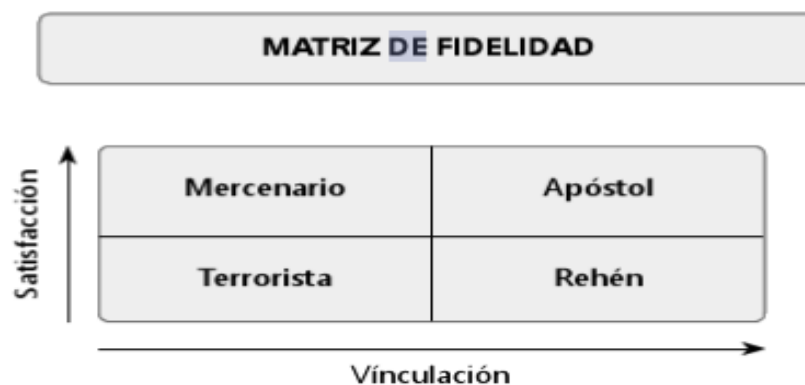 MATRIZ DE FIDELIDAD
Satisfacción
Mercenario Apóstol
Terrorista Rehén
Vínculación